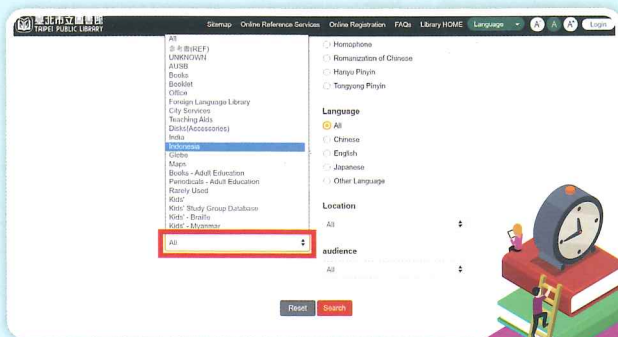 臺北市立圖書館
TAIPEI PUBLIC LIBRARY
Sitemap Online Reference Services Online Registration FAQs Library HOME Language A- A A+ Login
All
參考書(REF)
UNKNOWN
AUSB
Books
Booklet
Office
Foreign Language Library
City Services
Teaching Aids
Disks(Accessories)
India
Indonesia
Globe
Maps
Books - Adult Education
Periodicals - Adult Education
Rarely Used
Kids'
Kids' Study Group Database
Kids' - Braille
Kids' - Myanmar
All
Homophone
Romanization of Chinese
Hanyu Pinyin
Tongyong Pinyin
Language
All
Chinese
English
Japanese
Other Language
Location
All
audience
All
Reset Search